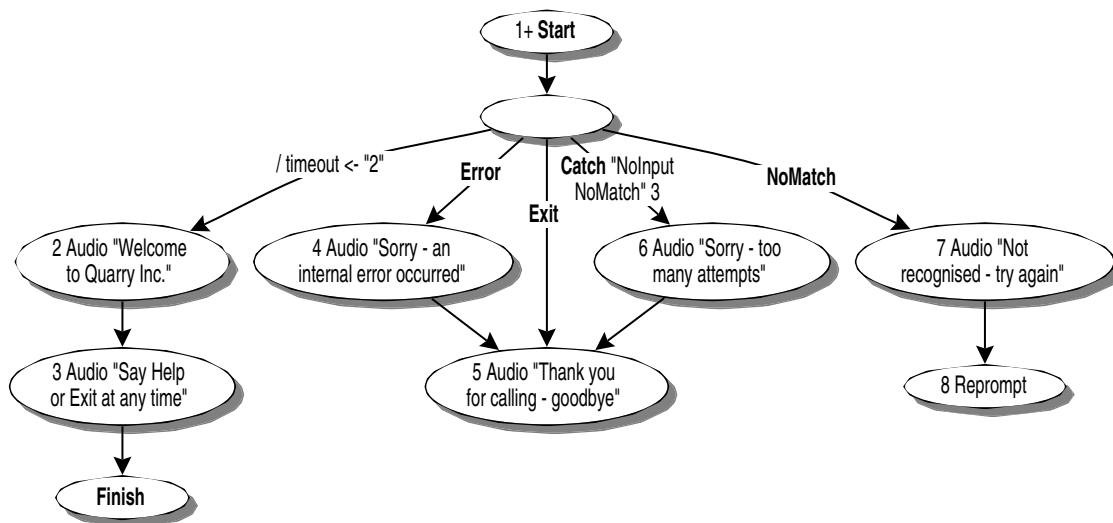 1+ Start
/ timeout <- "2"
Error
Exit
Catch "NoInput
NoMatch" 3
NoMatch
2 Audio "Welcome
to Quarry Inc."
4 Audio "Sorry - an
internal error occurred"
6 Audio "Sorry - too
many attempts"
7 Audio "Not
recognised - try again"
3 Audio "Say Help
or Exit at any time"
5 Audio "Thank you
for calling - goodbye"
8 Reprompt
Finish